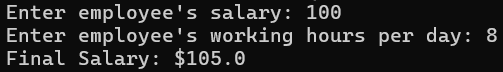 Enter employee's salary: 100
Enter employee's working hours per day: 8
Final Salary: $105.0